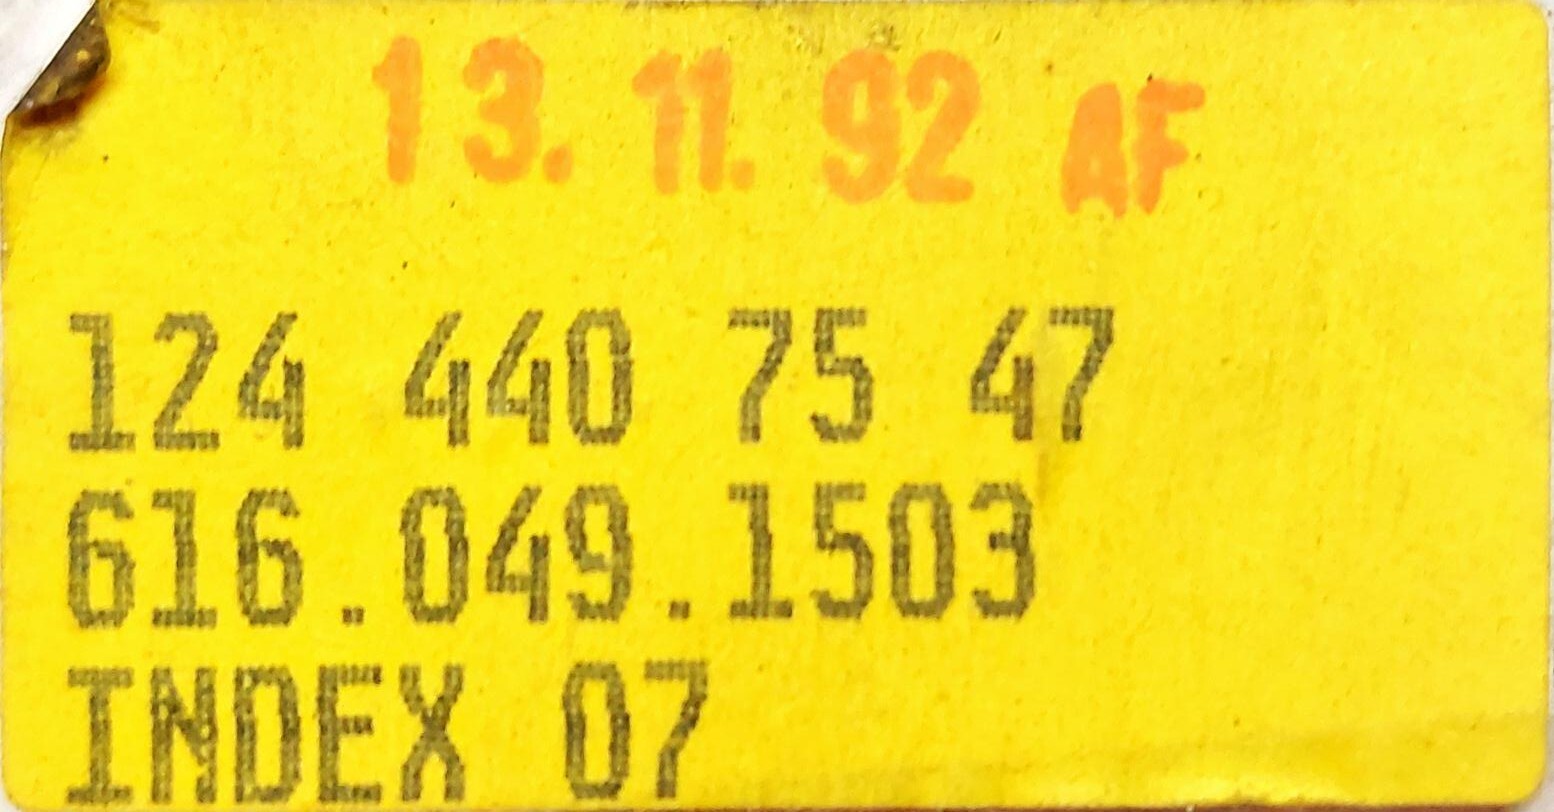 13.11.92 AF
124 440 75 47
616.049.1503
INDEX 07